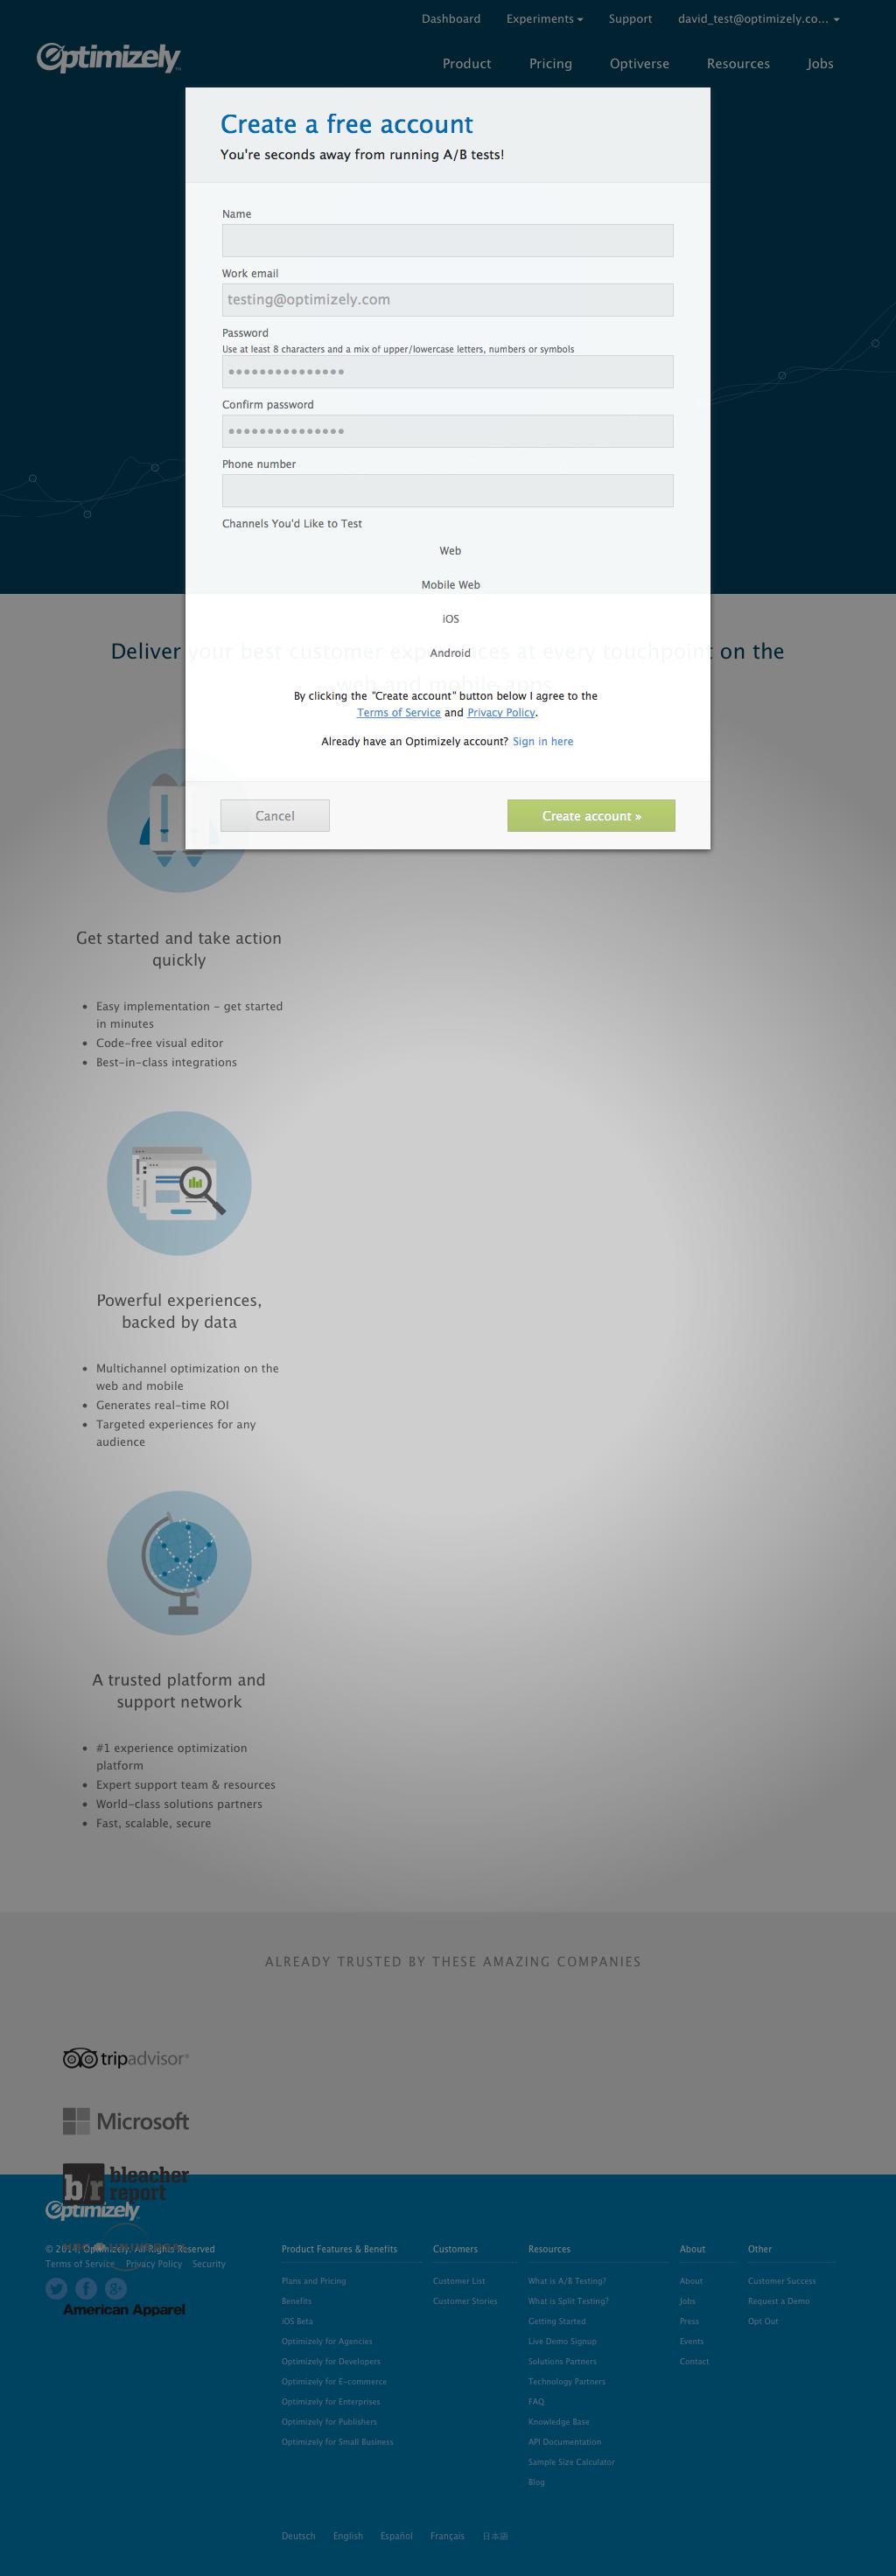 Dashboard Experiments Support david_test@optimizely.co...
Optimizely
Product Pricing Optiverse Resources Jobs
Create a free account
You're seconds away from running A/B tests!
Name
Work email
testing@optimizely.com
Password
Use at least 8 characters and a mix of upper/lowercase letters, numbers or symbols
•••••••••••••••
Confirm password
•••••••••••••••
Phone number
Channels You'd Like to Test
Web
Mobile Web
iOS
Deliver your best customer experiences at every touchpoint on the
Android
web and mobile apps
By clicking the "Create account" button below I agree to the
Terms of Service and Privacy Policy.
Already have an Optimizely account? Sign in here
Cancel Create account »
Get started and take action
quickly
• Easy implementation - get started
in minutes
• Code-free visual editor
• Best-in-class integrations
Powerful experiences,
backed by data
• Multichannel optimization on the
web and mobile
• Generates real-time ROI
• Targeted experiences for any
audience
A trusted platform and
support network
• #1 experience optimization
platform
• Expert support team & resources
• World-class solutions partners
• Fast, scalable, secure
ALREADY TRUSTED BY THESE AMAZING COMPANIES
tripadvisor®
Microsoft
b/r bleacher
report
Optimizely
© 2014, Optimizely. All Rights Reserved
Terms of Service Privacy Policy Security
American Apparel
Product Features & Benefits
Plans and Pricing
Benefits
iOS Beta
Optimizely for Agencies
Optimizely for Developers
Optimizely for E-commerce
Optimizely for Enterprises
Optimizely for Publishers
Optimizely for Small Business
Customers
Customer List
Customer Stories
Resources
What is A/B Testing?
What is Split Testing?
Getting Started
Live Demo Signup
Solutions Partners
Technology Partners
FAQ
Knowledge Base
API Documentation
Sample Size Calculator
Blog
About
About
Jobs
Press
Events
Contact
Other
Customer Success
Request a Demo
Opt Out
Deutsch English Español Français 日本語